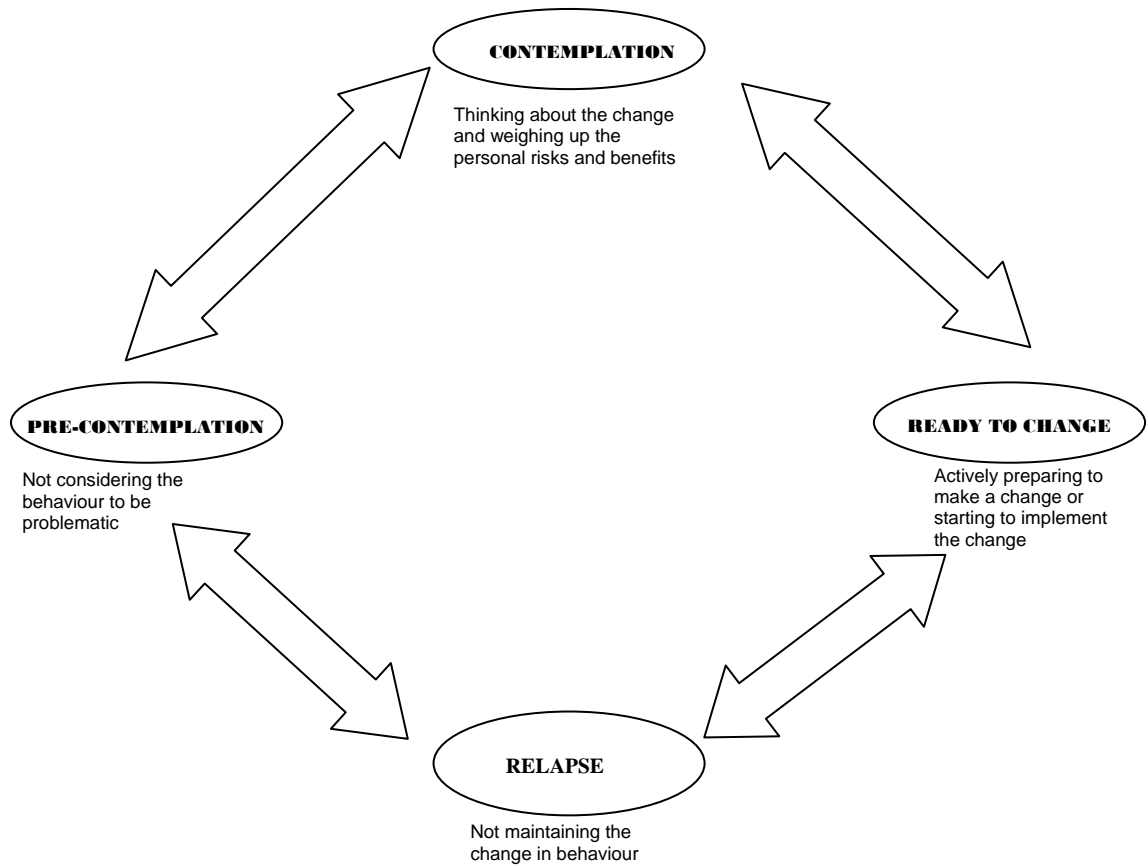 CONTEMPLATION
Thinking about the change
and weighing up the
personal risks and benefits
PRE-CONTEMPLATION
Not considering the
behaviour to be
problematic
READY TO CHANGE
Actively preparing to
make a change or
starting to implement
the change
RELAPSE
Not maintaining the
change in behaviour